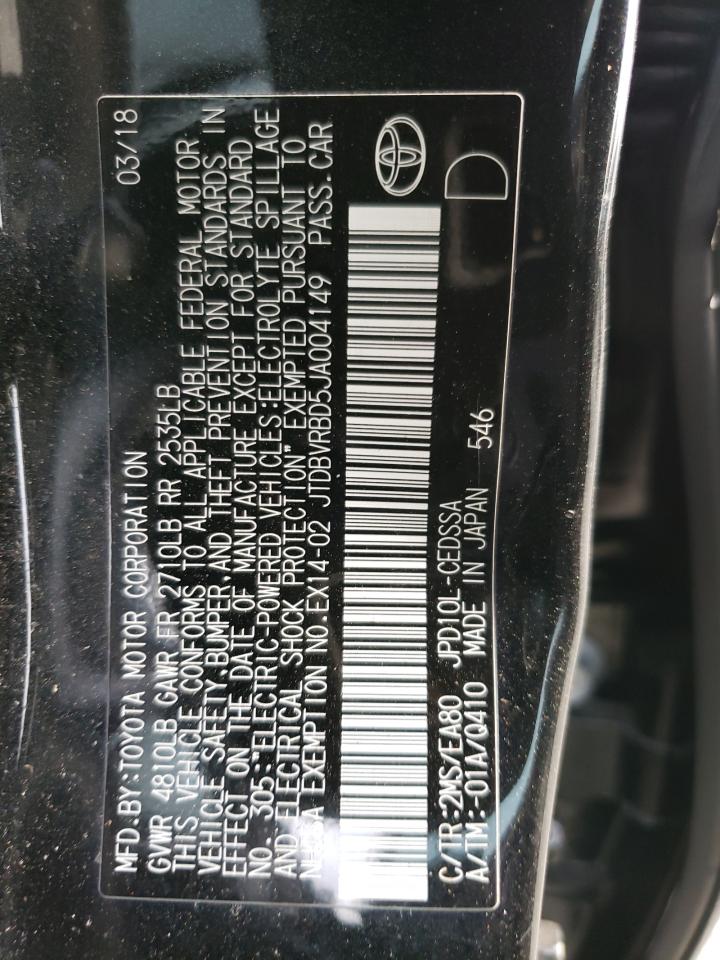 MFD.BY:TOYOTA MOTOR CORPORATION 03/18
GVWR 4810LB GAWR FR 2710LB RR 2535LB
THIS VEHICLE CONFORMS TO ALL APPLICABLE FEDERAL MOTOR
VEHICLE SAFETY,BUMPER,AND THEFT PREVENTION STANDARDS IN
EFFECT ON THE DATE OF MANUFACTURE EXCEPT FOR STANDARD
NO. 305 "ELECTRIC-POWERED VEHICLES:ELECTROLYTE SPILLAGE
AND ELECTRICAL SHOCK PROTECTION" EXEMPTED PURSUANT TO
NHTSA EXEMPTION NO.EX14-02 JTDBVRBD5JA004149 PASS.CAR
C/TR:2MS/EA80 JPD10L-CEDSSA
A/TM:-01A/Q410 MADE IN JAPAN 546
D